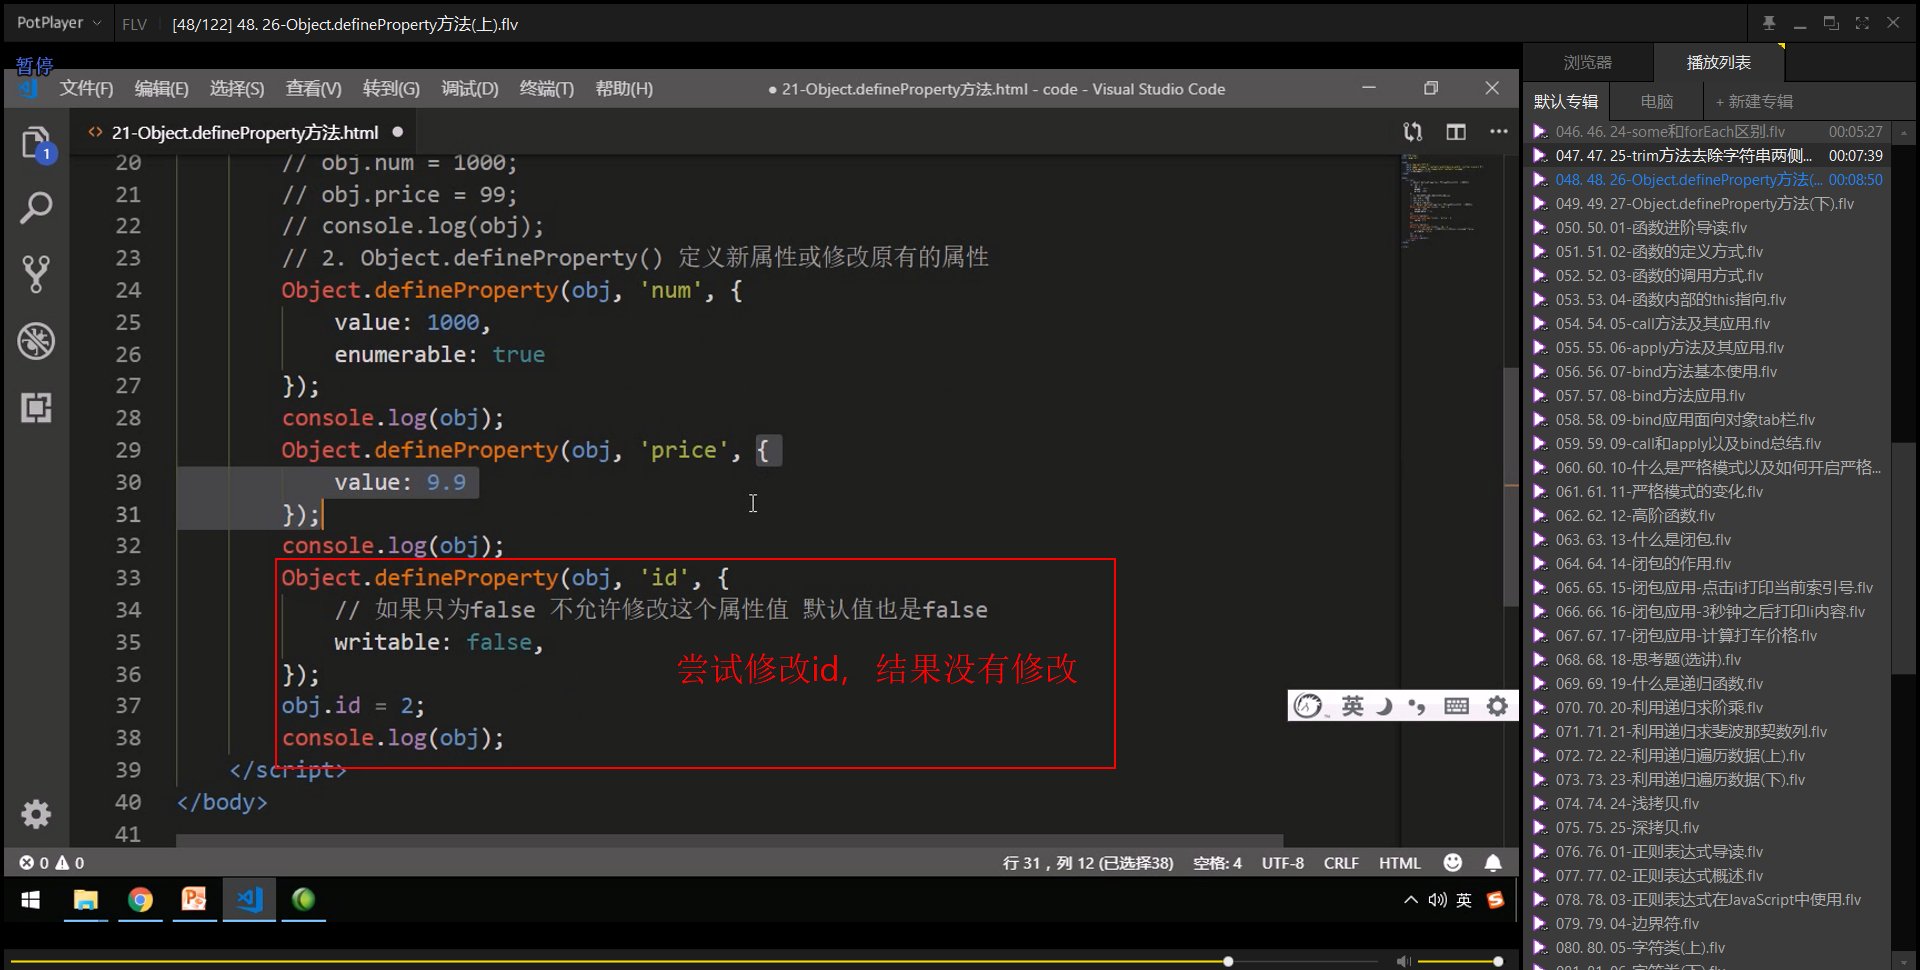 PotPlayer
FLV
[48/122] 48. 26-Object.defineProperty方法(上).flv
暂停
文件(F) 编辑(E) 选择(S) 查看(V) 转到(G) 调试(D) 终端(T) 帮助(H)
● 21-Object.defineProperty方法.html - code - Visual Studio Code
<> 21-Object.defineProperty方法.html ●
1
20 // obj.num = 1000;
21 // obj.price = 99;
22 // console.log(obj);
23 // 2. Object.defineProperty() 定义新属性或修改原有的属性
24 Object.defineProperty(obj, 'num', {
25 value: 1000,
26 enumerable: true
27 });
28 console.log(obj);
29 Object.defineProperty(obj, 'price', {
30 value: 9.9
31 });
32 console.log(obj);
33 Object.defineProperty(obj, 'id', {
34 // 如果只为false 不允许修改这个属性值 默认值也是false
35 writable: false,
36 });
尝试修改id，结果没有修改
37 obj.id = 2;
38 console.log(obj);
39 </script>
40 </body>
41
英
0 0
行 31，列 12 (已选择38) 空格: 4 UTF-8 CRLF HTML
英
浏览器 播放列表
默认专辑 电脑 + 新建专辑
046. 46. 24-some和forEach区别.flv 00:05:27
047. 47. 25-trim方法去除字符串两侧... 00:07:39
048. 48. 26-Object.defineProperty方法(... 00:08:50
049. 49. 27-Object.defineProperty方法(下).flv
050. 50. 01-函数进阶导读.flv
051. 51. 02-函数的定义方式.flv
052. 52. 03-函数的调用方式.flv
053. 53. 04-函数内部的this指向.flv
054. 54. 05-call方法及其应用.flv
055. 55. 06-apply方法及其应用.flv
056. 56. 07-bind方法基本使用.flv
057. 57. 08-bind方法应用.flv
058. 58. 09-bind应用面向对象tab栏.flv
059. 59. 09-call和apply以及bind总结.flv
060. 60. 10-什么是严格模式以及如何开启严格...
061. 61. 11-严格模式的变化.flv
062. 62. 12-高阶函数.flv
063. 63. 13-什么是闭包.flv
064. 64. 14-闭包的作用.flv
065. 65. 15-闭包应用-点击li打印当前索引号.flv
066. 66. 16-闭包应用-3秒钟之后打印li内容.flv
067. 67. 17-闭包应用-计算打车价格.flv
068. 68. 18-思考题(选讲).flv
069. 69. 19-什么是递归函数.flv
070. 70. 20-利用递归求阶乘.flv
071. 71. 21-利用递归求斐波那契数列.flv
072. 72. 22-利用递归遍历数据(上).flv
073. 73. 23-利用递归遍历数据(下).flv
074. 74. 24-浅拷贝.flv
075. 75. 25-深拷贝.flv
076. 76. 01-正则表达式导读.flv
077. 77. 02-正则表达式概述.flv
078. 78. 03-正则表达式在JavaScript中使用.flv
079. 79. 04-边界符.flv
080. 80. 05-字符类(上).flv